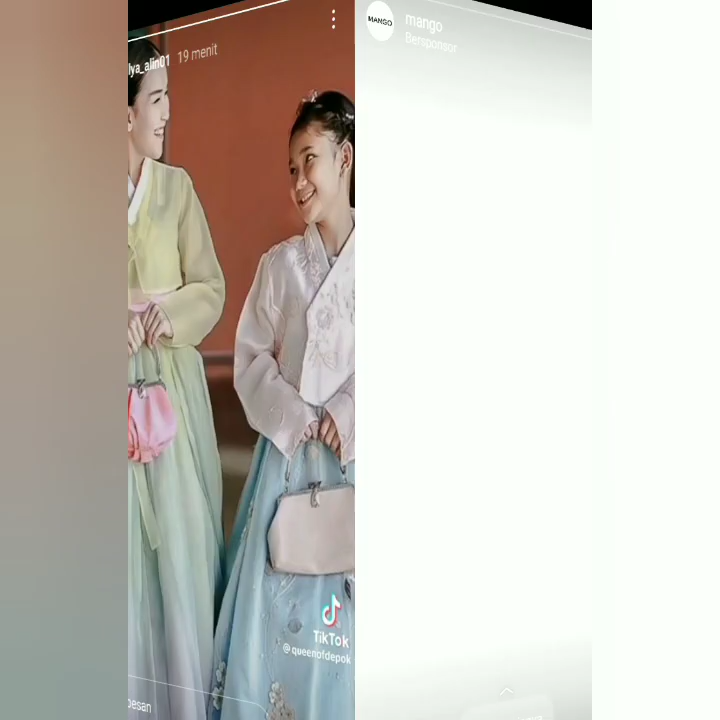 lya_alin01 19 menit
MANGO
mango
Bersponsor
TikTok
@queenofdepok
pesan